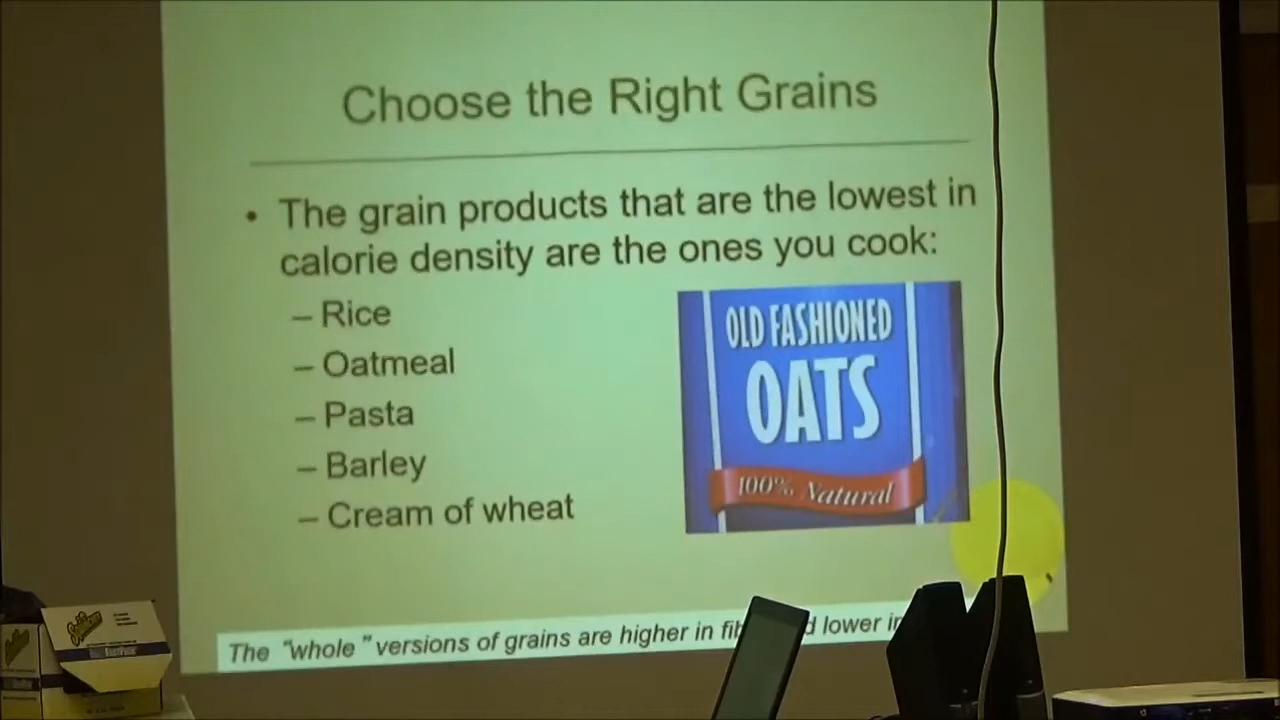 Choose the Right Grains
• The grain products that are the lowest in
calorie density are the ones you cook:
– Rice
– Oatmeal
– Pasta
– Barley
– Cream of wheat
OLD FASHIONED
OATS
100% Natural
The "whole" versions of grains are higher in lower